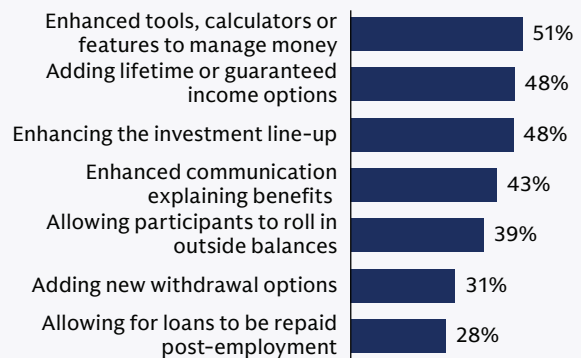 Enhanced tools, calculators or
features to manage money
51%
Adding lifetime or guaranteed
income options
48%
Enhancing the investment line-up
48%
Enhanced communication
explaining benefits
43%
Allowing participants to roll in
outside balances
39%
Adding new withdrawal options
31%
Allowing for loans to be repaid
post-employment
28%